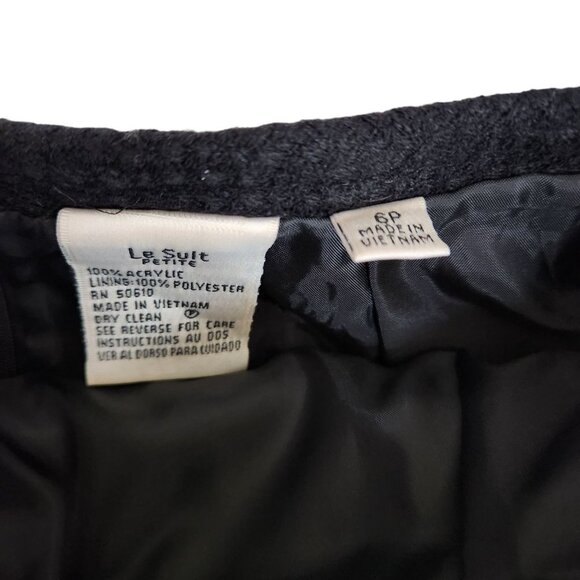 Le Suit
PETITE
100% ACRYLIC
LINING: 100% POLYESTER
RN 50610
MADE IN VIETNAM
DRY CLEAN Ⓟ
SEE REVERSE FOR CARE
INSTRUCTIONS AU DOS
VER AL DORSO PARA CUIDADO
6P
MADE IN
VIETNAM